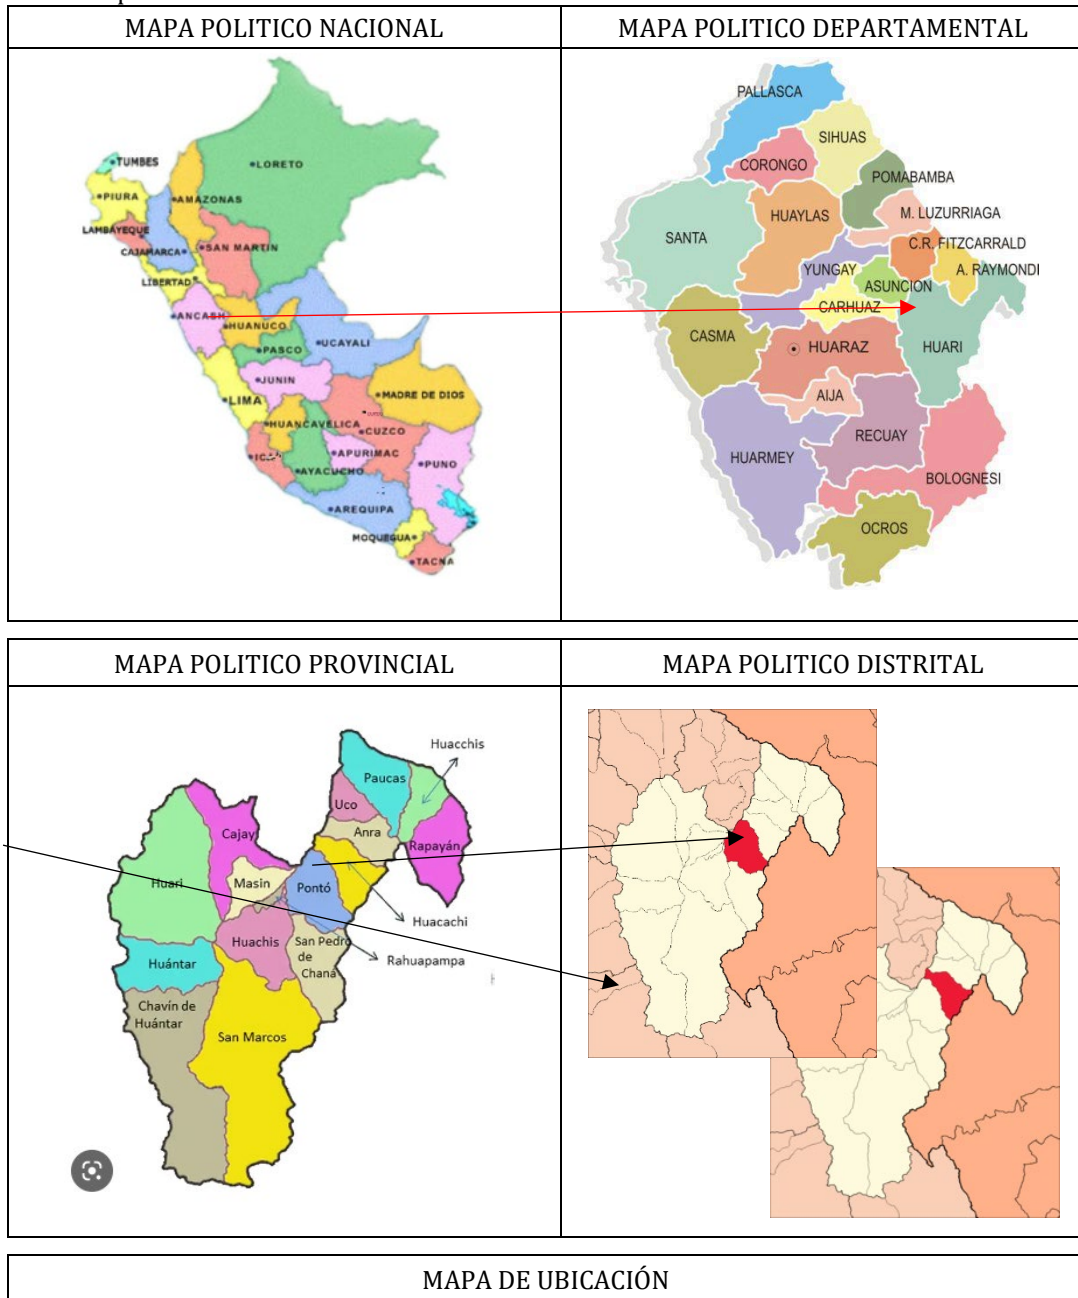 MAPA POLITICO NACIONAL
MAPA POLITICO DEPARTAMENTAL
TUMBES
LORETO
PIURA
AMAZONAS
LAMBAYEQUE
CAJAMARCA
SAN MARTIN
LIBERTAD
ANCASH
HUANUCO
UCAYALI
PASCO
JUNIN
LIMA
MADRE DE DIOS
HUANCAVELICA
CUZCO
ICA
APURIMAC
PUNO
AYACUCHO
AREQUIPA
MOQUEGUA
TACNA
PALLASCA
SIHUAS
CORONGO
POMABAMBA
HUAYLAS
M. LUZURRIAGA
SANTA
C.R. FITZCARRALD
YUNGAY
A. RAYMONDI
ASUNCION
CARHUAZ
CASMA
HUARAZ
HUARI
AIJA
RECUAY
HUARMEY
BOLOGNESI
OCROS
MAPA POLITICO PROVINCIAL
MAPA POLITICO DISTRITAL
Huacchis
Paucas
Uco
Anra
Cajay
Rapayán
Huari
Masin
Pontó
Huacachi
Huachis
San Pedro
de
Chaná
Rahuapampa
Huántar
Chavín de
Huántar
San Marcos
MAPA DE UBICACIÓN